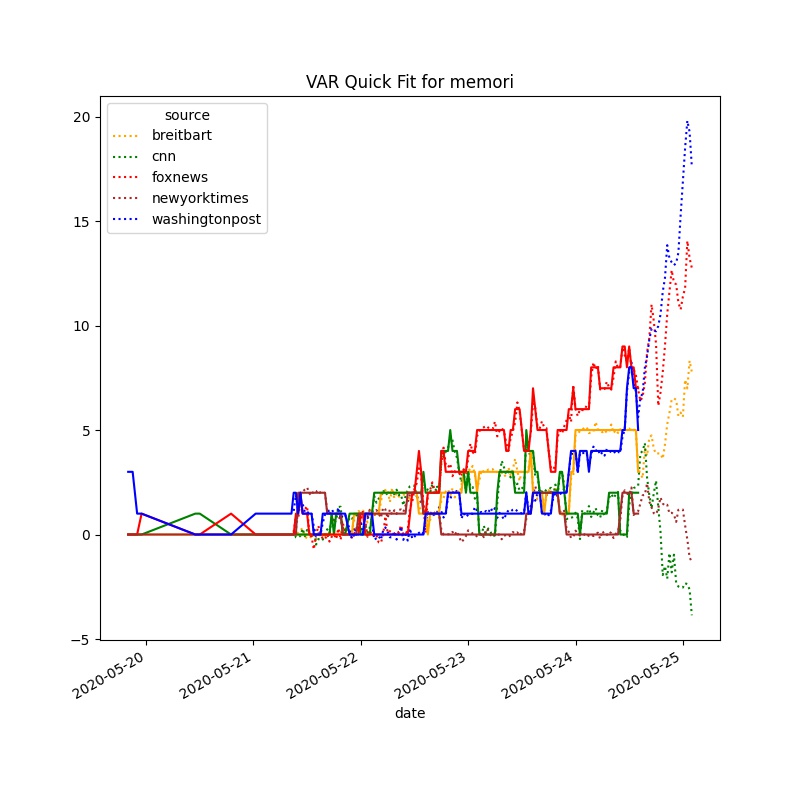 VAR Quick Fit for memori
source
breitbart
cnn
foxnews
newyorktimes
washingtonpost
20
15
10
5
0
−5
2020-05-20
2020-05-21
2020-05-22
2020-05-23
2020-05-24
2020-05-25
date